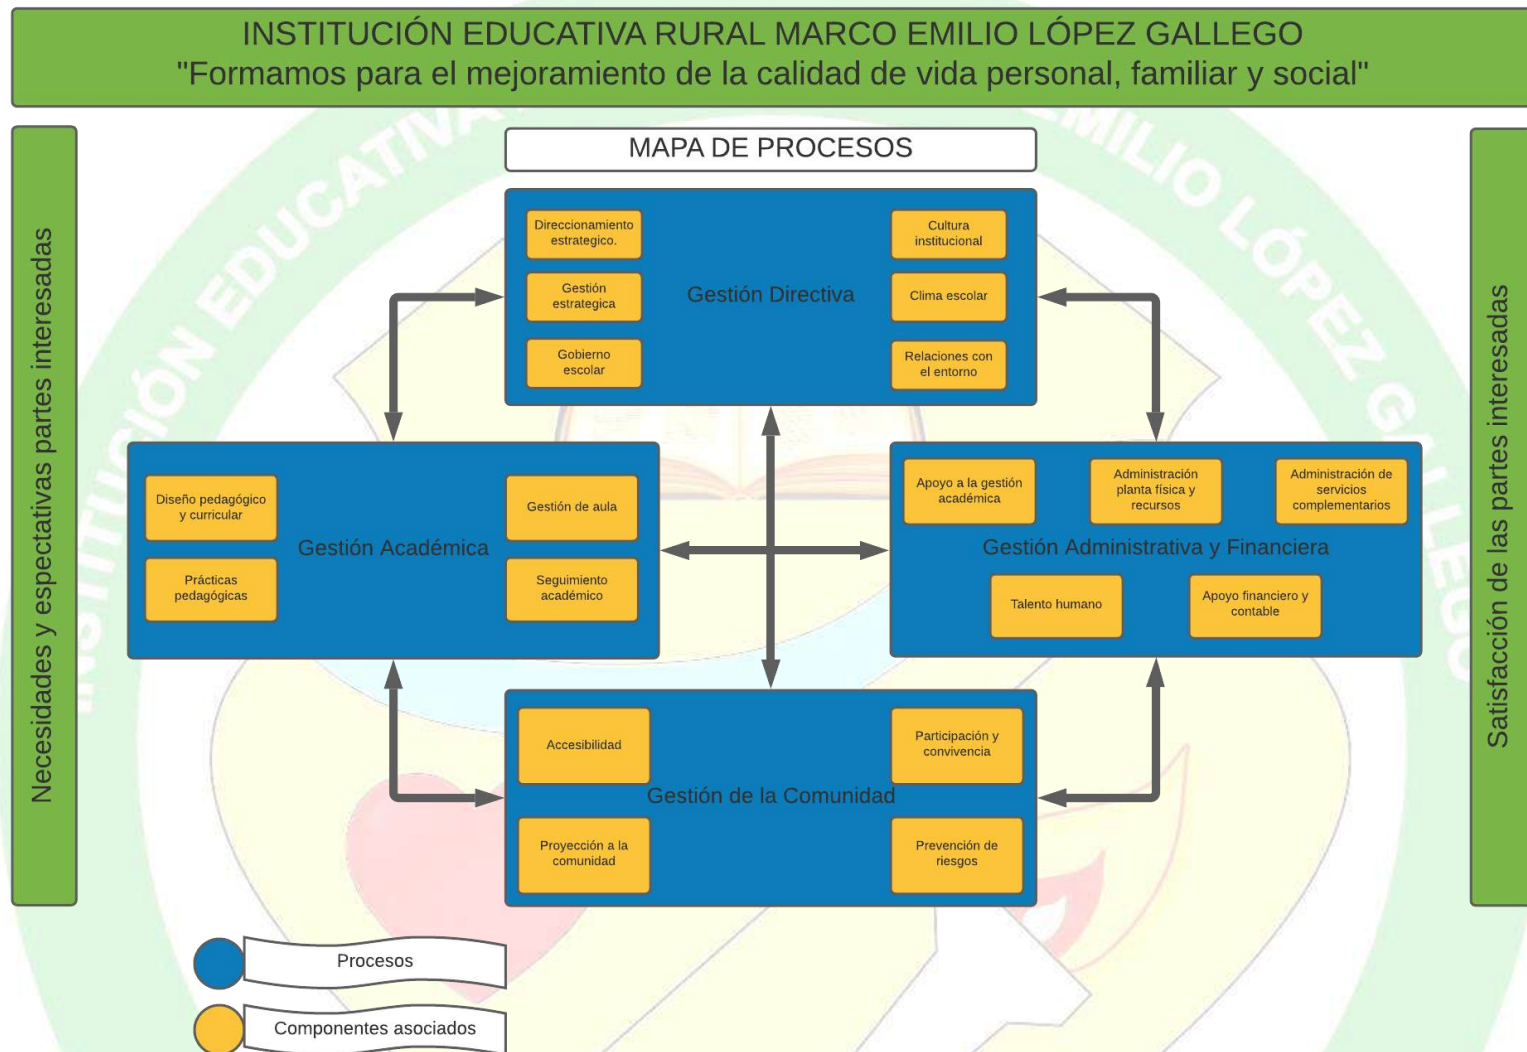 INSTITUCIÓN EDUCATIVA RURAL MARCO EMILIO LÓPEZ GALLEGO
"Formamos para el mejoramiento de la calidad de vida personal, familiar y social"
MAPA DE PROCESOS
Necesidades y espectativas partes interesadas
Direccionamiento
estrategico.
Gestión
estrategica
Gobierno
escolar
Gestión Directiva
Cultura
institucional
Clima escolar
Relaciones con
el entorno
Diseño pedagógico
y curricular
Prácticas
pedagógicas
Gestión Académica
Gestión de aula
Seguimiento
académico
Apoyo a la gestión
académica
Administración
planta física y
recursos
Administración de
servicios
complementarios
Gestión Administrativa y Financiera
Talento humano
Apoyo financiero y
contable
Accesibilidad
Proyección a la
comunidad
Gestión de la Comunidad
Participación y
convivencia
Prevención de
riesgos
Satisfacción de las partes interesadas
Procesos
Componentes asociados
INSTITUCIÓN EDUCATIVA
EMILIO LÓPEZ GALLEGO